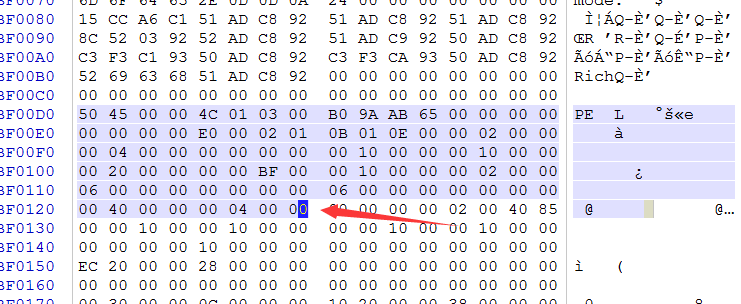 BF0070 6D 6F 64 65 2E 0D 0D 0A 24 00 00 00 00 00 00 00 mode. $
BF0080 15 CC A6 C1 51 AD C8 92 51 AD C8 92 51 AD C8 92 Ì¦ÁQ-È’Q-È’Q-È’
BF0090 8C 52 03 92 52 AD C8 92 51 AD C9 92 50 AD C8 92 ŒR ’R-È’Q-É’P-È’
BF00A0 C3 F3 C1 93 50 AD C8 92 C3 F3 CA 93 50 AD C8 92 ÃóÁ“P-È’ÃóÊ“P-È’
BF00B0 52 69 63 68 51 AD C8 92 00 00 00 00 00 00 00 00 RichQ-È’
BF00C0 00 00 00 00 00 00 00 00 00 00 00 00 00 00 00 00
BF00D0 50 45 00 00 4C 01 03 00 B0 9A AB 65 00 00 00 00 PE L °š«e
BF00E0 00 00 00 00 E0 00 02 01 0B 01 0E 00 00 02 00 00 à
BF00F0 00 04 00 00 00 00 00 00 00 10 00 00 00 10 00 00
BF0100 00 20 00 00 00 00 BF 00 00 10 00 00 00 02 00 00 ¿
BF0110 06 00 00 00 00 00 00 00 06 00 00 00 00 00 00 00
BF0120 00 40 00 00 00 04 00 00 00 00 00 02 00 40 85 @ @…
BF0130 00 00 10 00 00 10 00 00 00 00 10 00 00 10 00 00
BF0140 00 00 00 00 10 00 00 00 00 00 00 00 00 00 00 00
BF0150 EC 20 00 00 28 00 00 00 00 00 00 00 00 00 00 00 ì (
BF0160 00 00 00 00 00 00 00 00 00 00 00 00 00 00 00 00